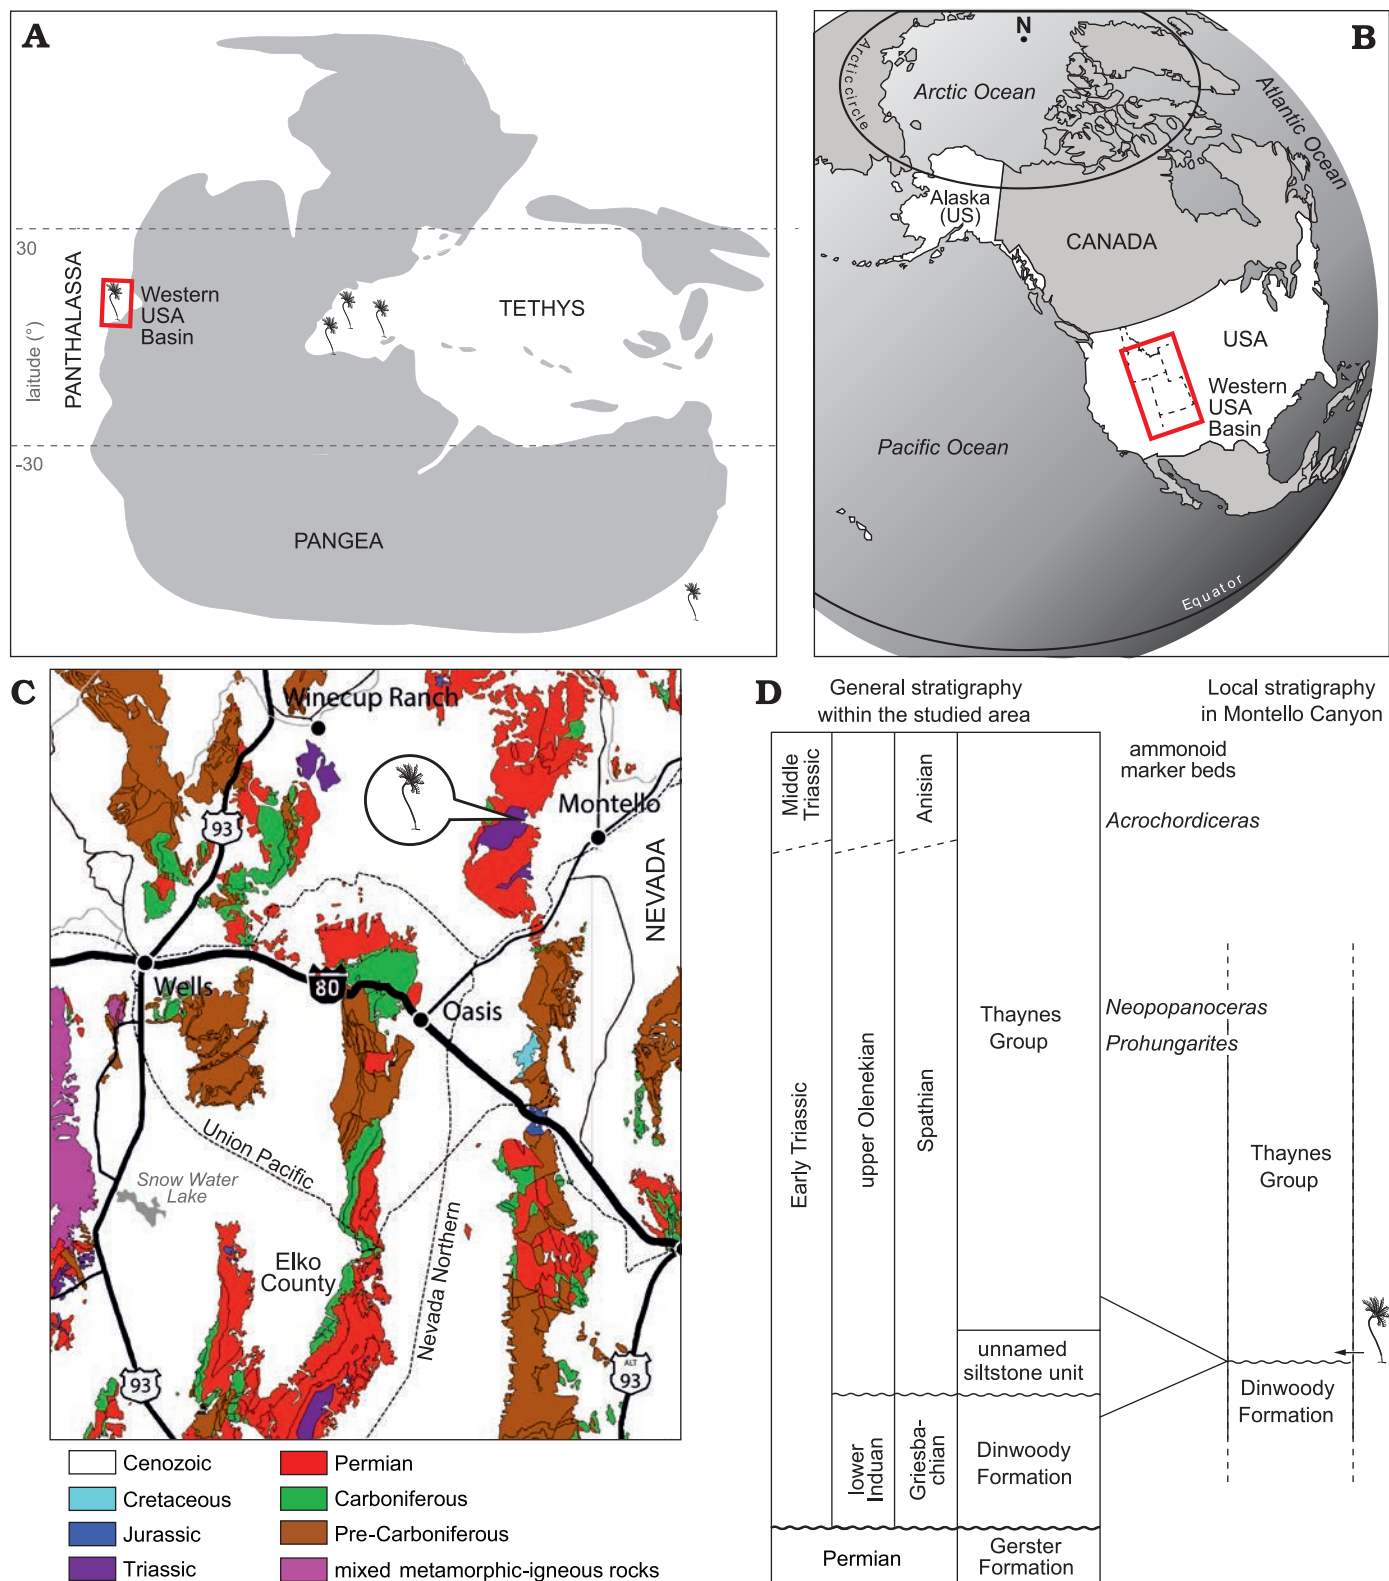 A
30
-30
laitude (°)
PANTHALASSA
Western
USA
Basin
TETHYS
PANGEA
B
N
Arctic circle
Arctic Ocean
Atlantic Ocean
Alaska
(US)
CANADA
USA
Western
USA
Basin
Pacific Ocean
Equator
C
Winecup Ranch
93
Montello
NEVADA
Wells
80
Oasis
Union Pacific
Snow Water
Lake
Elko
County
Nevada Northern
93
ALT
93
Cenozoic
Cretaceous
Jurassic
Triassic
Permian
Carboniferous
Pre-Carboniferous
mixed metamorphic-igneous rocks
D
General stratigraphy
within the studied area
Local stratigraphy
in Montello Canyon
Middle
Triassic
Anisian
ammonoid
marker beds
Acrochordiceras
Early Triassic
upper Olenekian
Spathian
Thaynes
Group
Neopopanoceras
Prohungarites
Thaynes
Group
unnamed
siltstone unit
lower
Induan
Griesba-
chian
Dinwoody
Formation
Dinwoody
Formation
Permian
Gerster
Formation